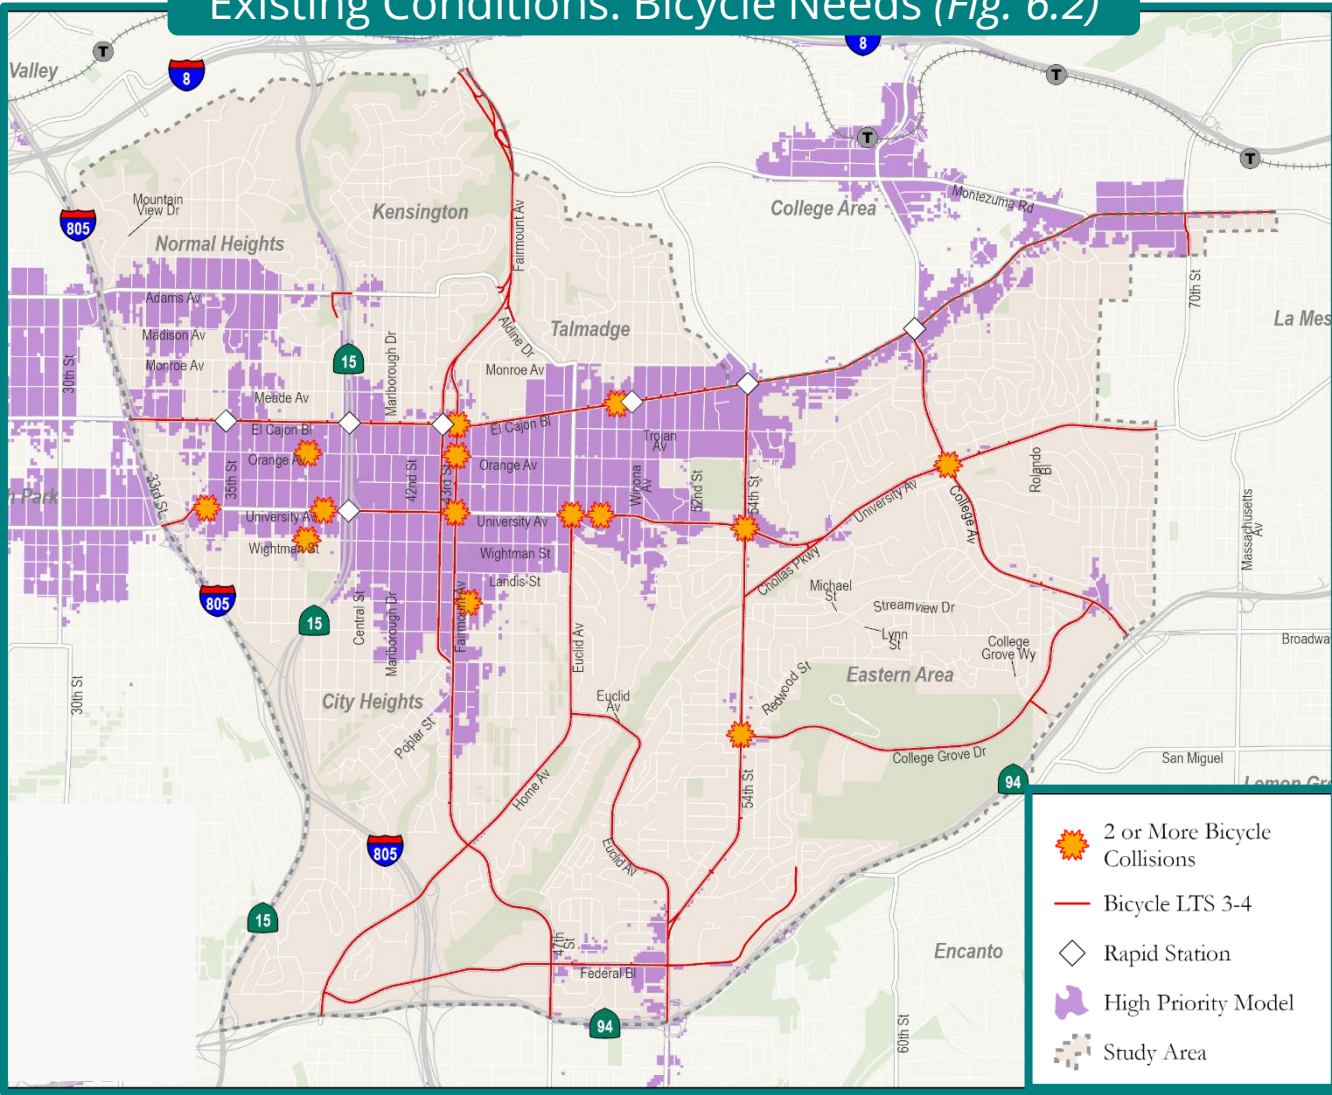 Existing Conditions: Bicycle Needs (Fig. 6.2)
Valley
T
8
8
T
T
T
805
Mountain
View Dr
Normal Heights
Kensington
Fairmount Av
College Area
Montezuma Rd
70th St
La Mes
Adams Av
Madison Av
Monroe Av
30th St
15
Marlborough Dr
Aldine Dr
Talmadge
Monroe Av
Meade Av
El Cajon Bl
El Cajon Bl
Orange Av
Orange Av
Trojan
Av
35th St
42nd St
43rd St
Winona
Av
52nd St
54th St
Rolando
Bl
33rd St
h Park
University Av
University Av
University Av
College Av
Massachusetts
Av
Wightman St
Wightman St
Landis St
Chollas Pkwy
Michael
St
Streamview Dr
Lynn
St
College
Grove Wy
Broadwa
805
15
Central St
Marlborough Dr
Fairmount Av
Euclid Av
Euclid
Av
Redwood St
Eastern Area
30th St
City Heights
Poplar St
Home Av
54th St
College Grove Dr
San Miguel
94
Lemon Gr
805
Euclid Av
15
47th
St
Federal Bl
94
Encanto
60th St
2 or More Bicycle
Collisions
Bicycle LTS 3-4
Rapid Station
High Priority Model
Study Area